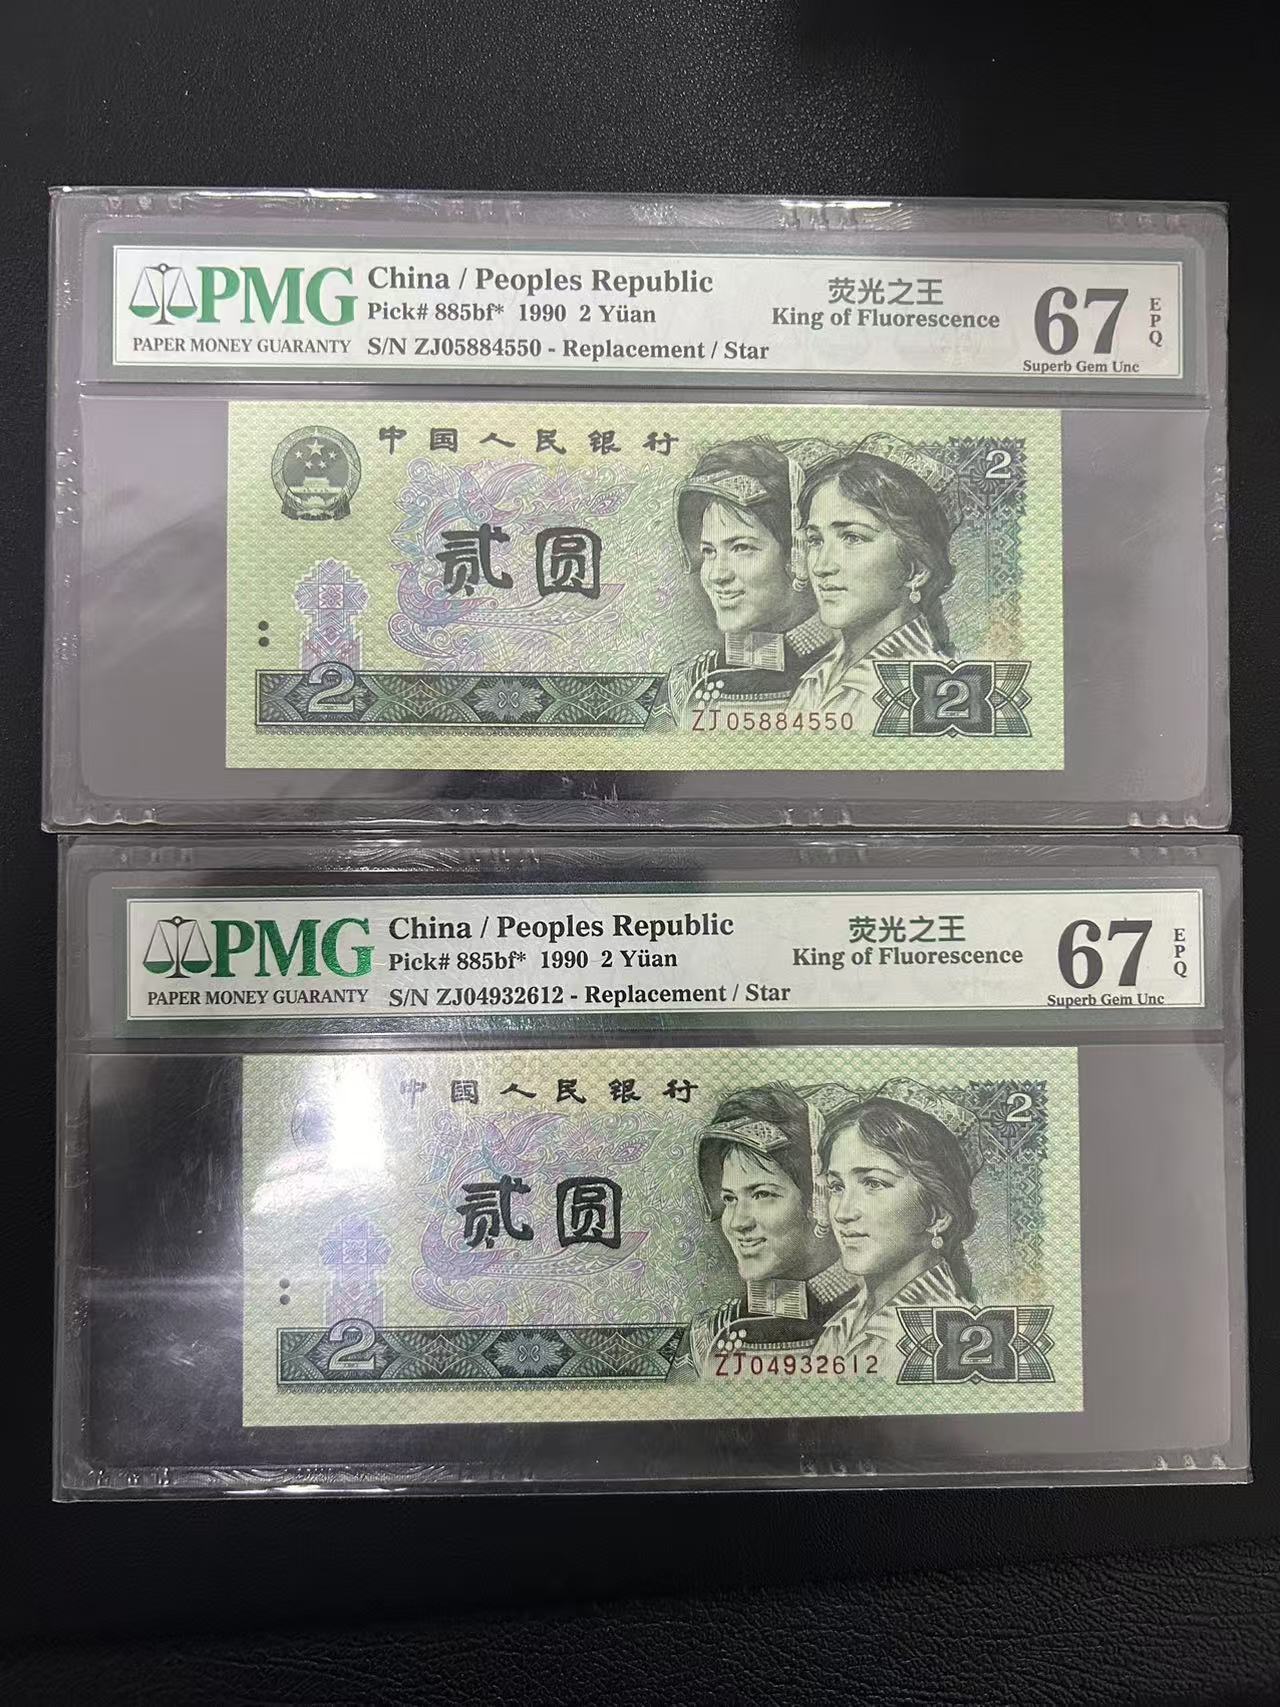 PMG
PAPER MONEY GUARANTY
China / Peoples Republic
Pick# 885bf* 1990 2 Yüan
S/N ZJ05884550 - Replacement / Star
荧光之王
King of Fluorescence
67
EPQ
Superb Gem Unc
中国人民银行
2
贰圆
2
2
ZJ05884550
PMG
PAPER MONEY GUARANTY
China / Peoples Republic
Pick# 885bf* 1990 2 Yüan
S/N ZJ04932612 - Replacement / Star
荧光之王
King of Fluorescence
67
EPQ
Superb Gem Unc
中国人民银行
2
贰圆
2
2
ZJ04932612